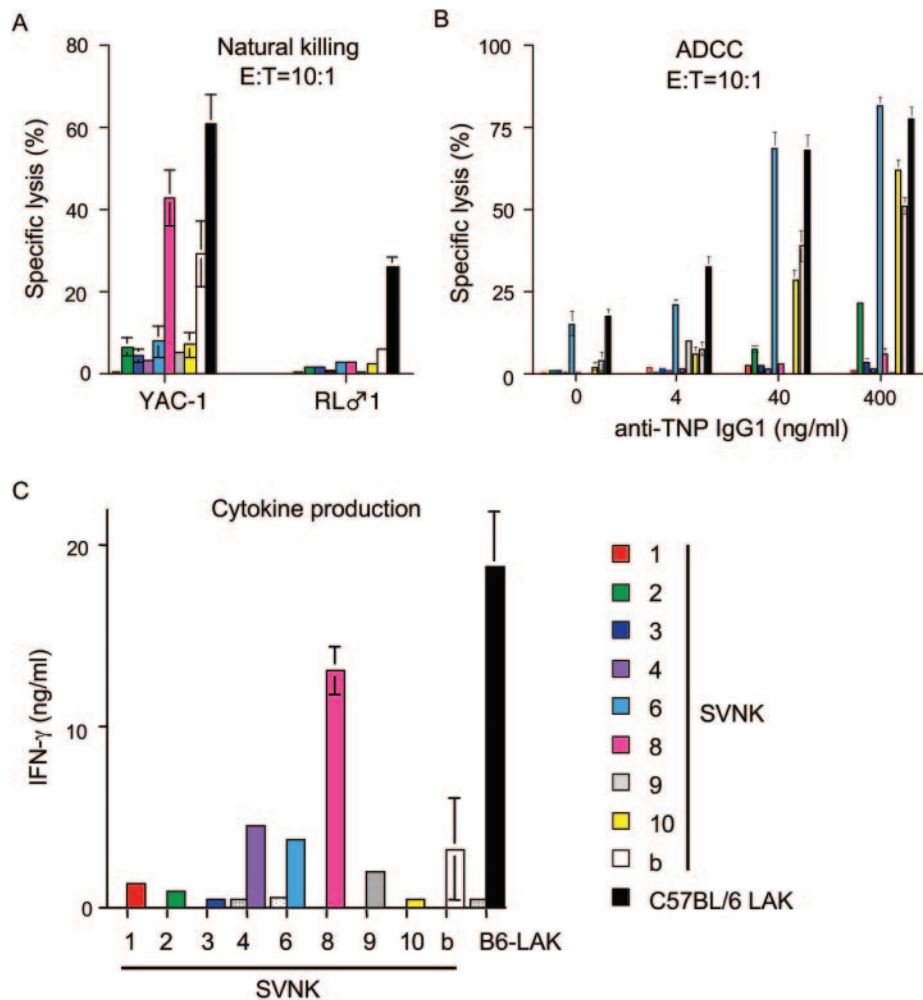 A
Natural killing
E:T=10:1
Specific lysis (%)
80
60
40
20
0
YAC-1
RL♂1
B
ADCC
E:T=10:1
Specific lysis (%)
100
75
50
25
0
0
4
40
400
anti-TNP IgG1 (ng/ml)
C
Cytokine production
IFN-γ (ng/ml)
20
10
0
1 2 3 4 6 8 9 10 b B6-LAK
SVNK
1
2
3
4
6
8
9
10
b
SVNK
C57BL/6 LAK